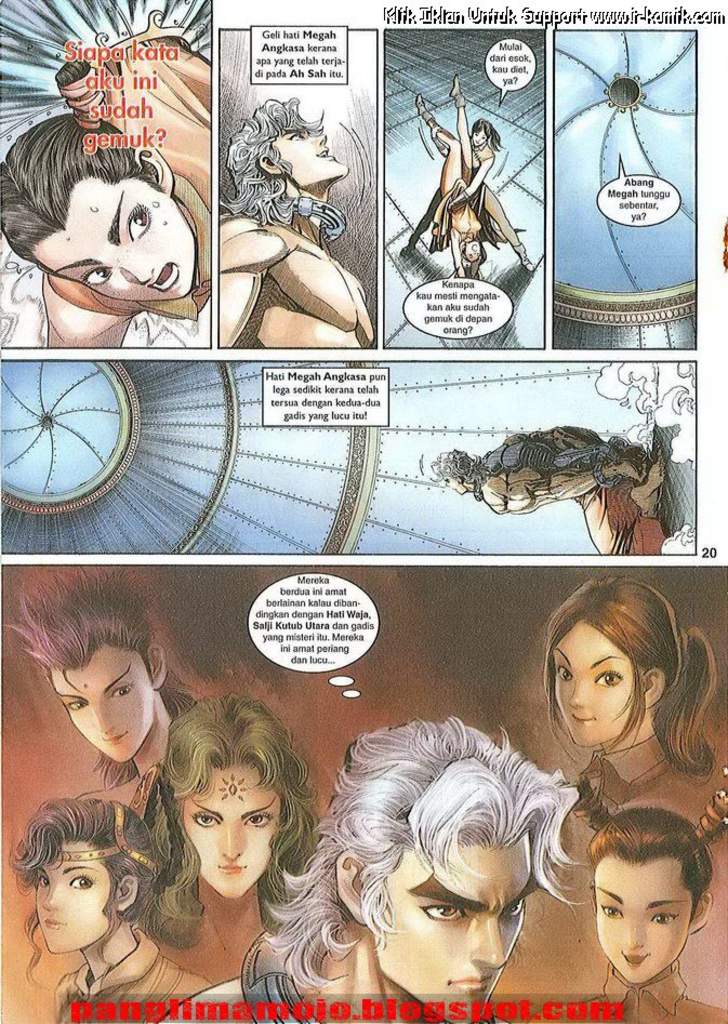 Klik Iklan Untuk Support www.ir-komik.com
Siapa kata
aku ini
sudah
gemuk?
Geli hati Megah
Angkasa kerana
apa yang telah terja-
di pada Ah Sah itu.
Mulai
dari esok,
kau diet,
ya?
Kenapa
kau mesti mengata-
kan aku sudah
gemuk di depan
orang?
Abang
Megah tunggu
sebentar,
ya?
Hati Megah Angkasa pun
lega sedikit kerana telah
tersua dengan kedua-dua
gadis yang lucu itu!
20
Mereka
berdua ini amat
berlainan kalau diban-
dingkan dengan Hati Waja,
Salji Kutub Utara dan gadis
yang misteri itu. Mereka
ini amat periang
dan lucu...
panglimamojo.blogspot.com